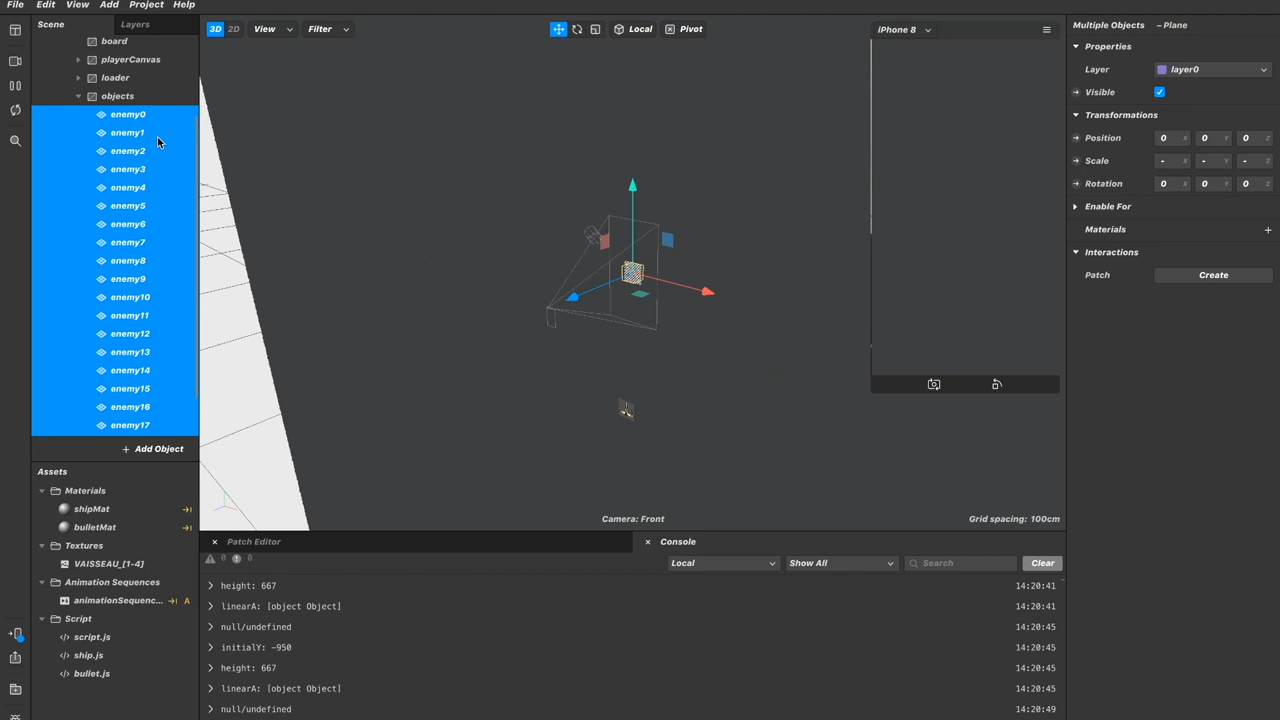 File Edit View Add Project Help
Scene Layers
board
playerCanvas
loader
objects
enemy0
enemy1
enemy2
enemy3
enemy4
enemy5
enemy6
enemy7
enemy8
enemy9
enemy10
enemy11
enemy12
enemy13
enemy14
enemy15
enemy16
enemy17
+ Add Object
Assets
Materials
shipMat
bulletMat
Textures
VAISSEAU_[1-4]
Animation Sequences
animationSequenc... A
Script
script.js
ship.js
bullet.js
3D 2D View Filter Local Pivot
iPhone 8
Camera: Front Grid spacing: 100cm
Patch Editor
Console
0 0
Local Show All Search Clear
height: 667 14:20:41
linearA: [object Object] 14:20:41
null/undefined 14:20:45
initialY: -950 14:20:45
height: 667 14:20:45
linearA: [object Object] 14:20:45
null/undefined 14:20:49
Multiple Objects – Plane
Properties
Layer layer0
Visible
Transformations
Position 0 X 0 Y 0 Z
Scale - X - Y - Z
Rotation 0 X 0 Y 0 Z
Enable For
Materials +
Interactions
Patch Create